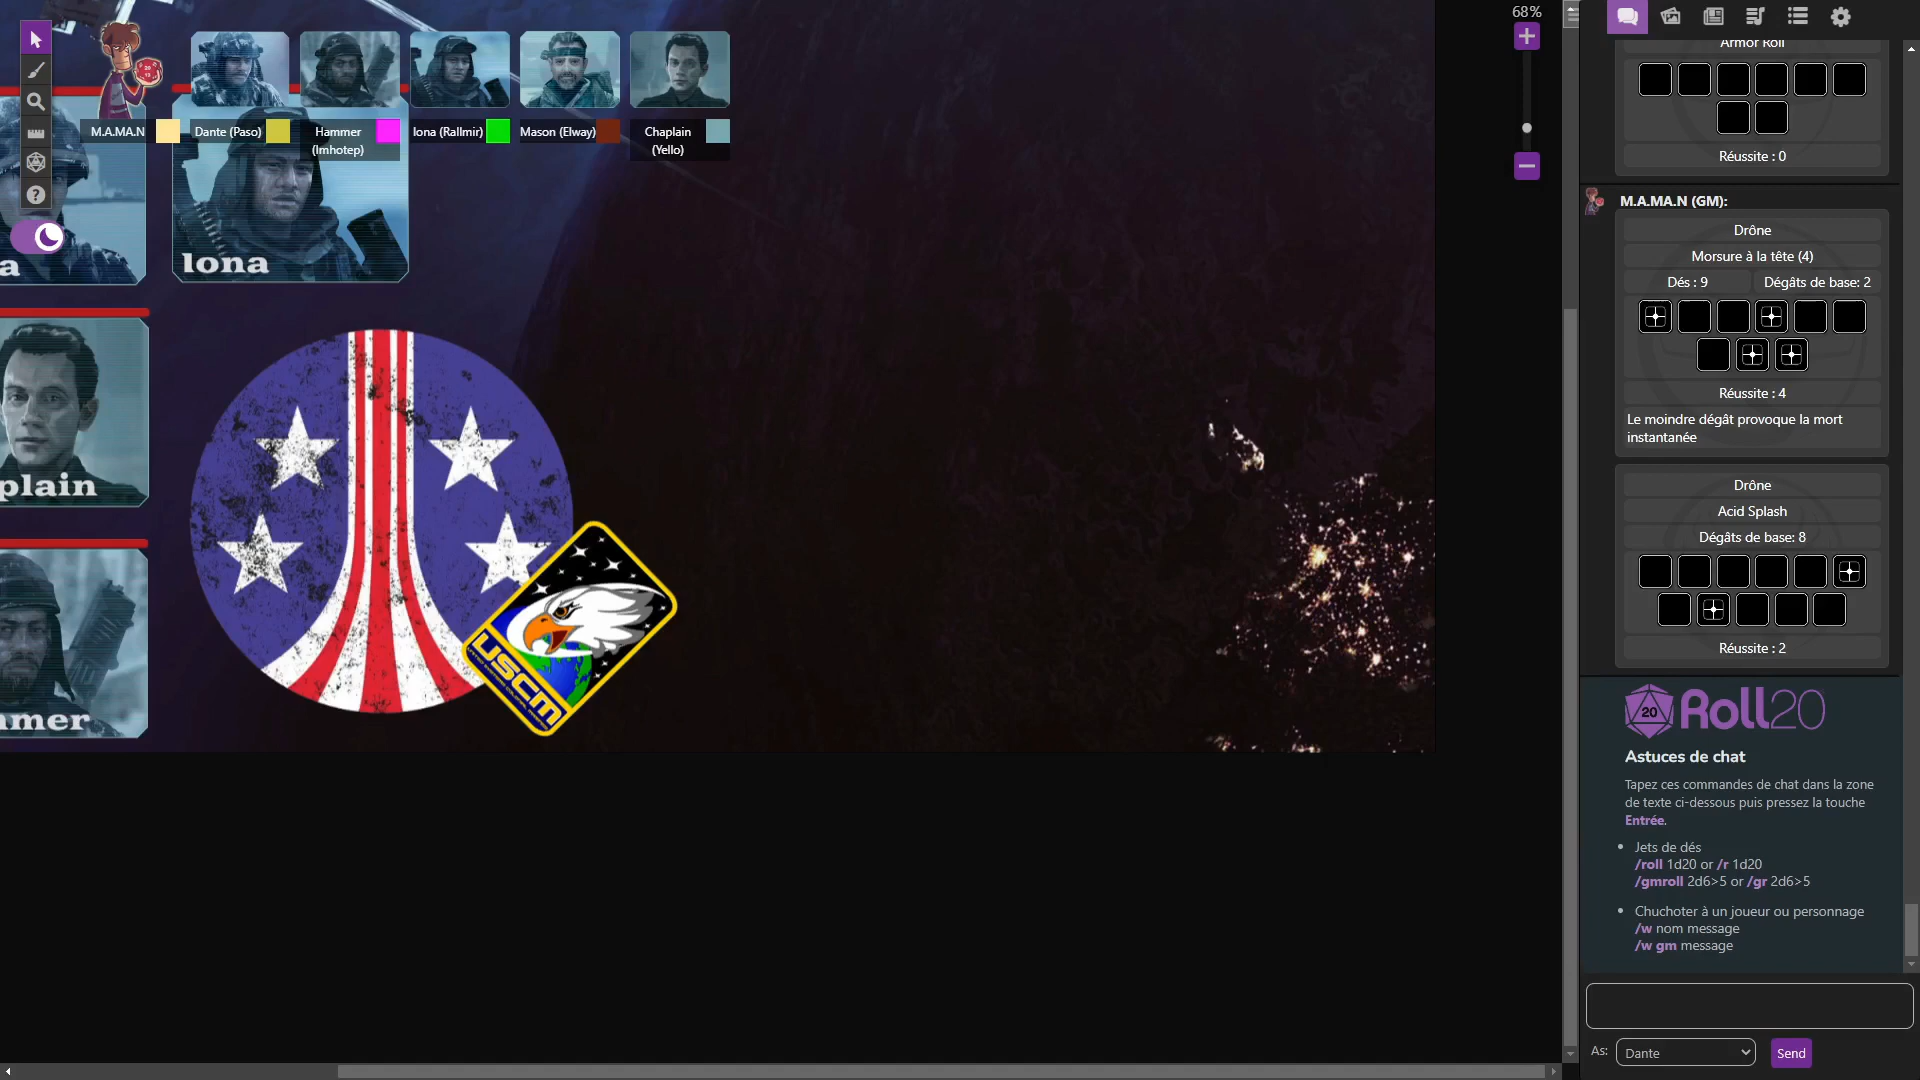 68%
M.A.MA.N
Dante (Paso)
Hammer
(Imhotep)
Iona (Rallmir)
Mason (Elway)
Chaplain
(Yello)
a
Iona
plain
mmer
USCM
Armor Roll
Réussite : 0
M.A.MA.N (GM):
Drône
Morsure à la tête (4)
Dés : 9
Dégâts de base: 2
Réussite : 4
Le moindre dégât provoque la mort
instantanée
Drône
Acid Splash
Dégâts de base: 8
Réussite : 2
20
Roll20
Astuces de chat
Tapez ces commandes de chat dans la zone
de texte ci-dessous puis pressez la touche
Entrée.
• Jets de dés
/roll 1d20 or /r 1d20
/gmroll 2d6>5 or /gr 2d6>5
• Chuchoter à un joueur ou personnage
/w nom message
/w gm message
As:
Dante
Send